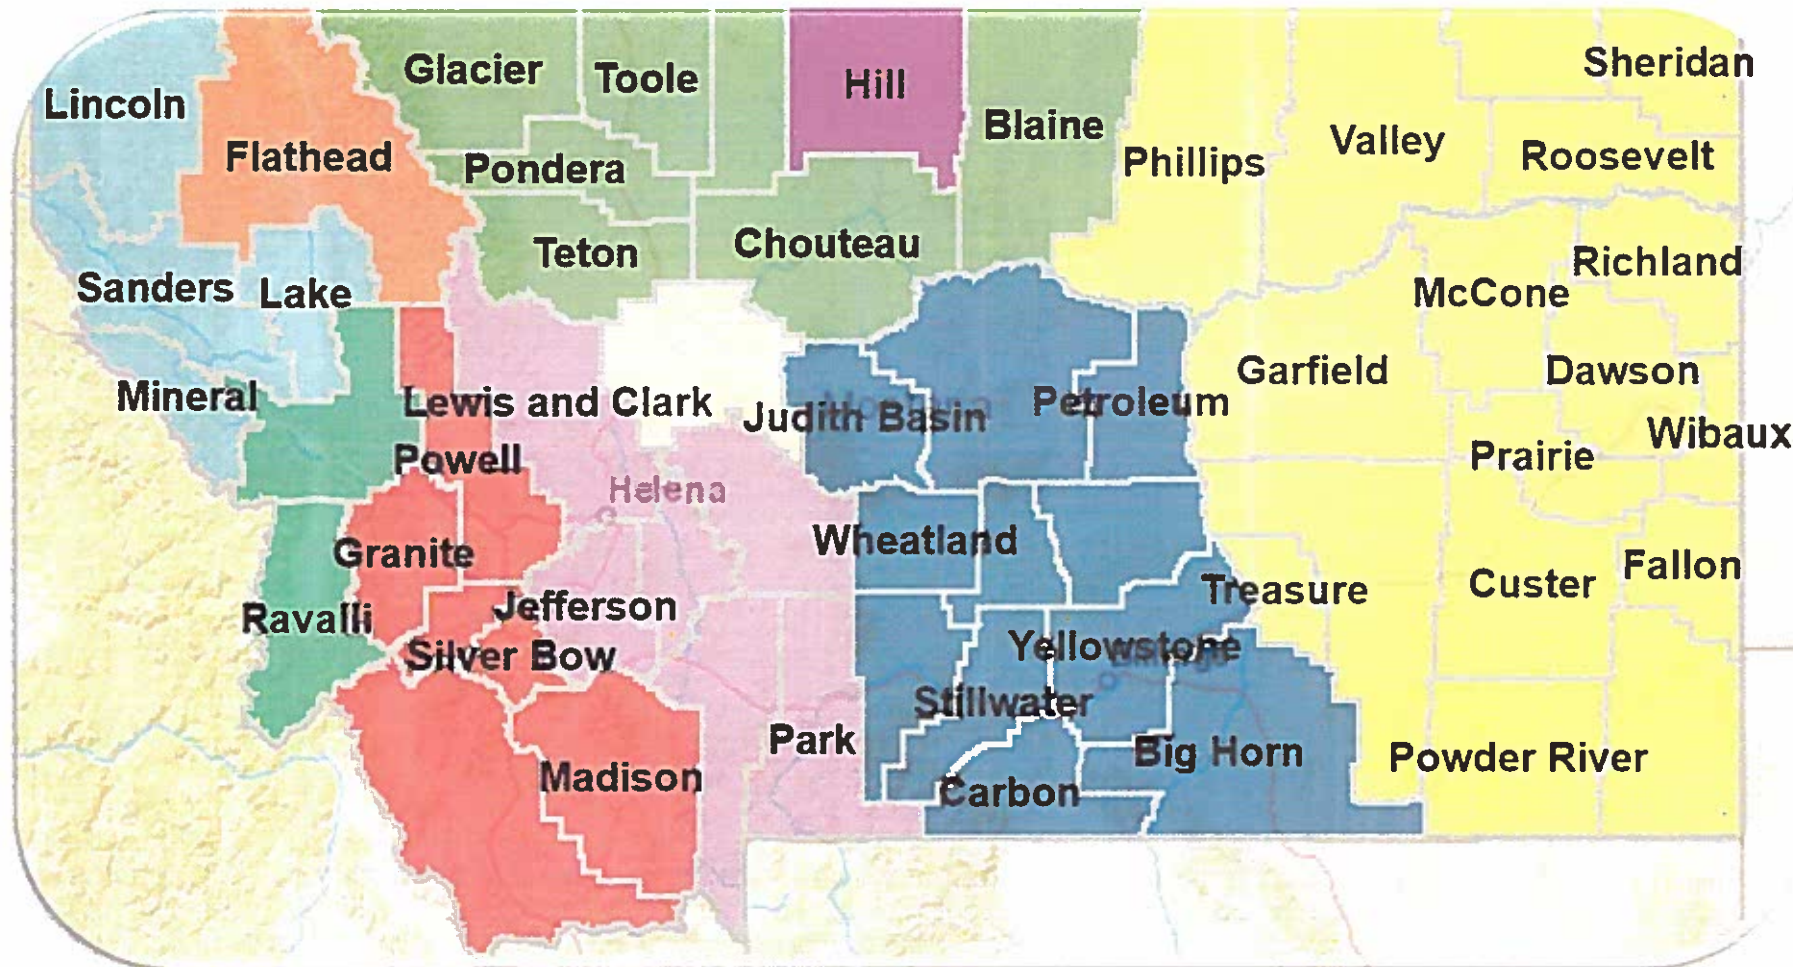 Sheridan
Glacier
Toole
Hill
Lincoln
Blaine
Valley
Flathead
Roosevelt
Phillips
Pondera
Chouteau
Teton
Richland
Sanders
Lake
McCone
Garfield
Dawson
Mineral
Lewis and Clark
Petroleum
Judith Basin
Wibaux
Powell
Prairie
Helena
Wheatland
Granite
Fallon
Custer
Treasure
Jefferson
Ravalli
Yellowstone
Silver Bow
Stillwater
Park
Big Horn
Powder River
Madison
Carbon